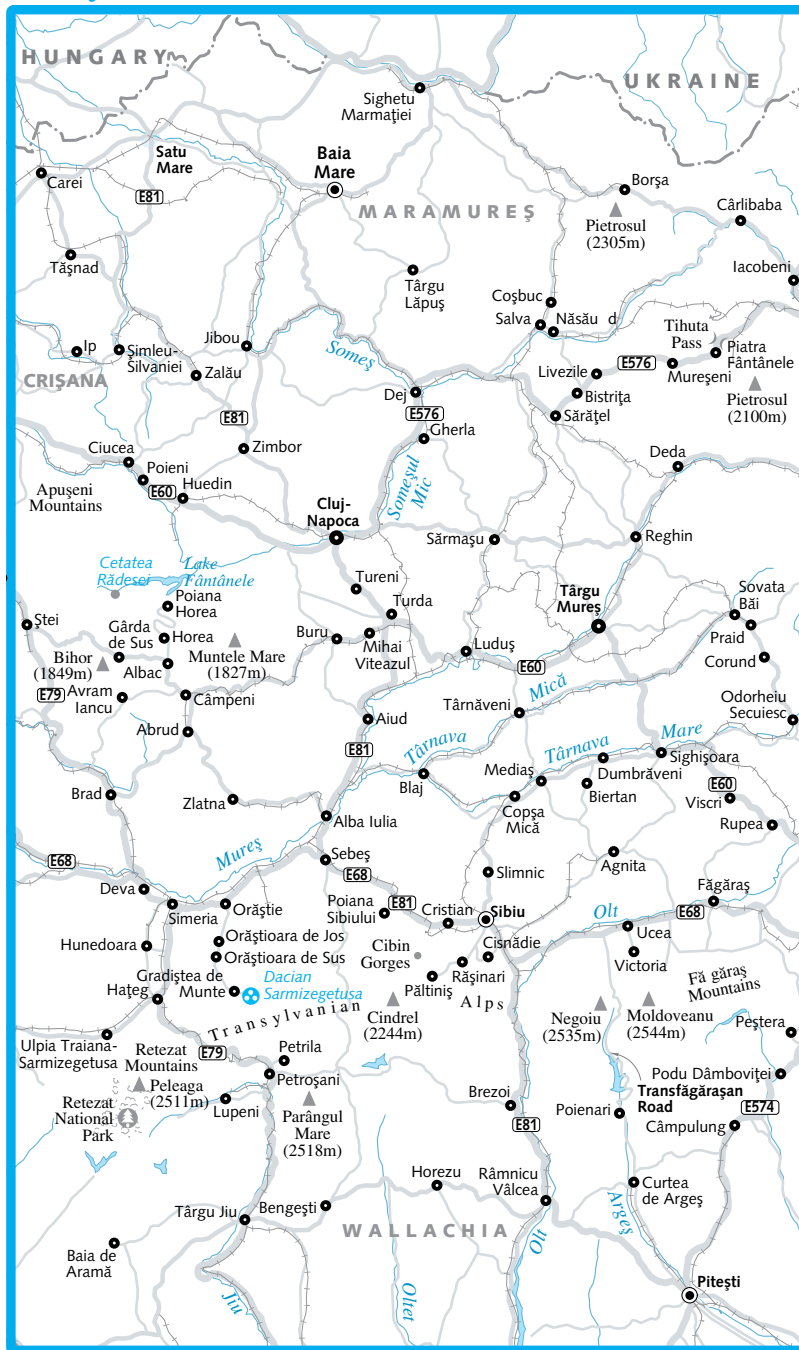 HUNGARY
UKRAINE
Sighetu
Marmaţiei
Satu
Mare
Baia
Mare
Carei
E81
Borşa
MARAMUREŞ
Pietrosul
(2305m)
Cârlibaba
Tăşnad
Târgu
Lăpuş
Iacobeni
Coşbuc
Salva
Năsău d
Tihuta
Pass
Jibou
Someş
Ip
Şimleu-
Silvaniei
Piatra
Fântânele
E576
Livezile
Mureşeni
CRIŞANA
Zalău
Dej
Bistriţa
Pietrosul
(2100m)
E81
E576
Sărăţel
Gherla
Zimbor
Ciucea
Poieni
Deda
E60
Huedin
Apuşeni
Mountains
Someşul
Mic
Cluj-
Napoca
Sărmaşu
Reghin
Cetatea
Rădesei
Lake
Fântânele
Tureni
Poiana
Horea
Turda
Târgu
Mureş
Sovata
Băi
Ştei
Gârda
de Sus
Horea
Buru
Mihai
Viteazul
Praid
Muntele Mare
(1827m)
Luduş
Bihor
(1849m)
Albac
E60
Corund
E79
Avram
Iancu
Câmpeni
Mică
Târnăveni
Odorheiu
Secuiesc
Abrud
Aiud
E81
Târnava
Târnava
Mare
Sighişoara
Blaj
Mediaş
Dumbrăveni
Brad
Zlatna
Copşa
Mică
Biertan
E60
Viscri
Alba Iulia
Rupea
Mureş
Sebeş
E68
E68
Slimnic
Agnita
Deva
Poiana
Sibiului
E81
Făgăraş
Simeria
Orăştie
Cristian
Sibiu
Olt
E68
Orăştioara de Jos
Ucea
Hunedoara
Cibin
Gorges
Cisnădie
Orăştioara de Sus
Victoria
Răşinari
Gradiştea de
Munte
Dacian
Sarmizegetusa
Păltiniş
Fă găraş
Mountains
Haţeg
Transylvanian
Alps
Cindrel
(2244m)
Negoiu
(2535m)
Moldoveanu
(2544m)
Peştera
Ulpia Traiana-
Sarmizegetusa
E79
Retezat
Mountains
Petrila
Podu Dâmboviţei
Peleaga
(2511m)
Petroşani
Transfăgărașan
Road
Retezat
National
Park
Lupeni
Parângul
Mare
(2518m)
Brezoi
Poienari
E574
E81
Câmpulung
Horezu
Râmnicu
Vâlcea
Curtea
de Argeş
Bengeşti
Târgu Jiu
WALLACHIA
Argeş
Baia de
Aramă
Olt
Piteşti
Jiu
Olteţ